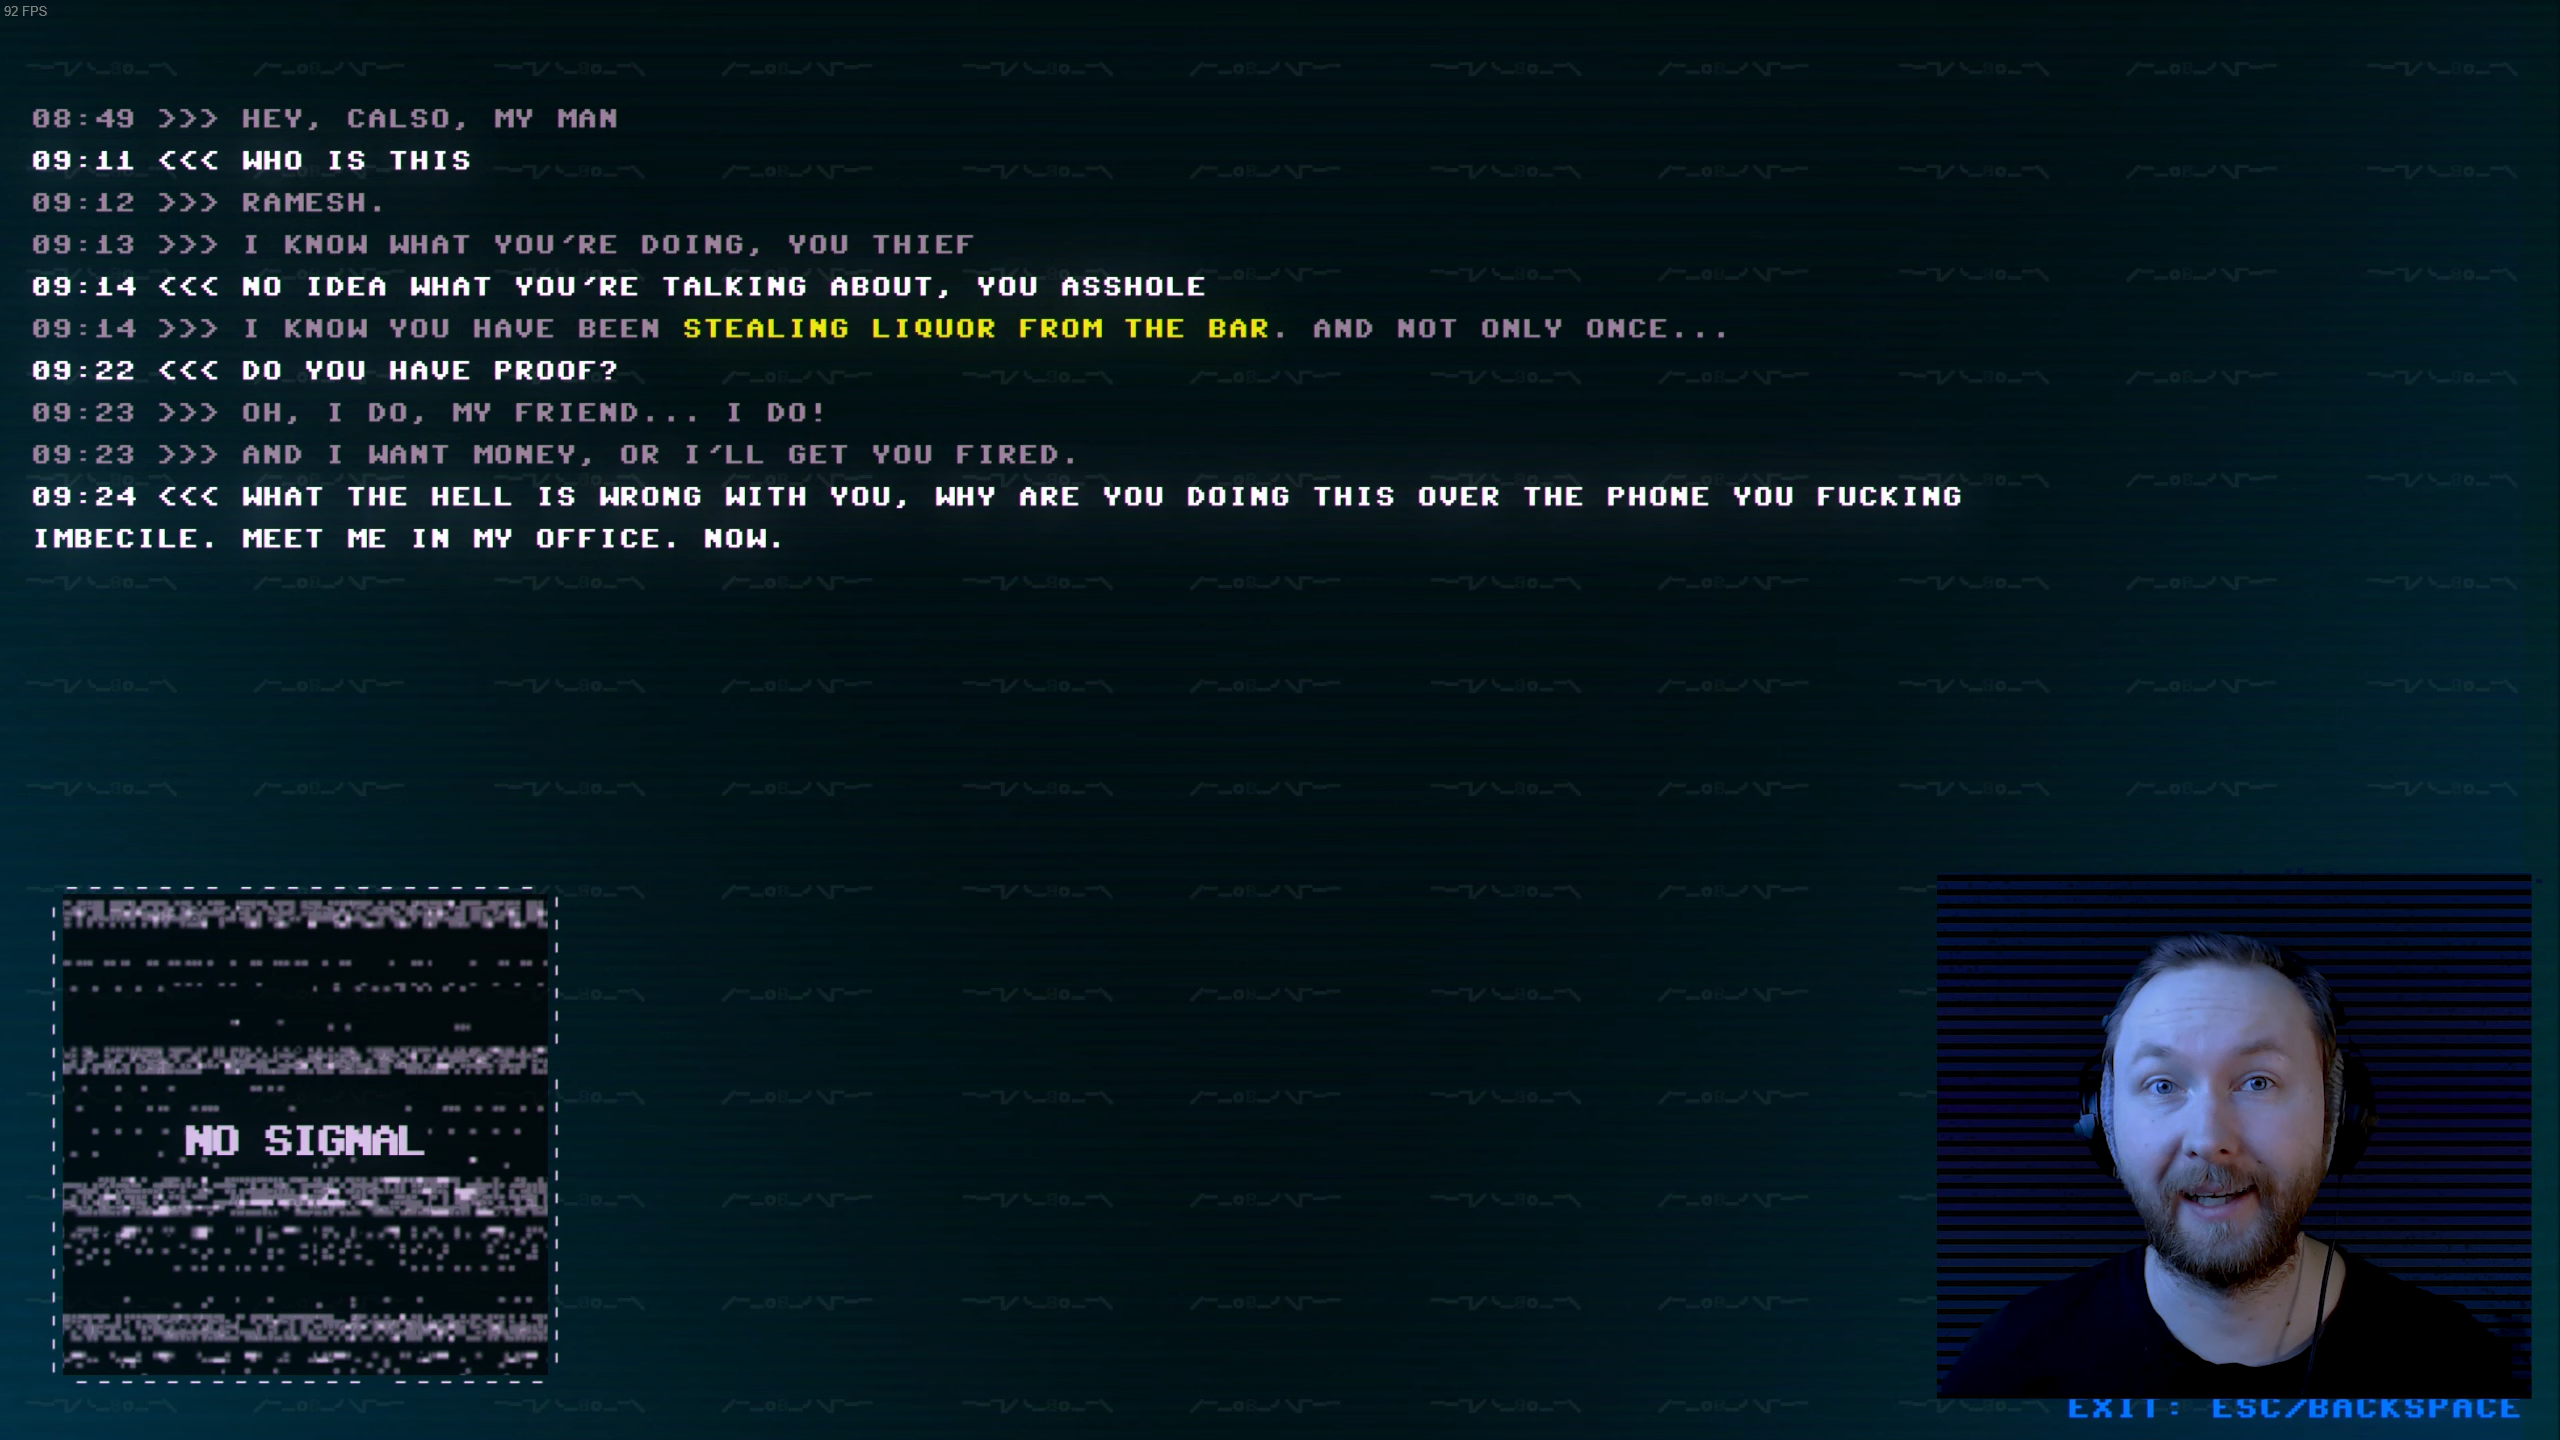 92 FPS
08:49 >>> HEY, CALSO, MY MAN
09:11 <<< WHO IS THIS
09:12 >>> RAMESH.
09:13 >>> I KNOW WHAT YOU'RE DOING, YOU THIEF
09:14 <<< NO IDEA WHAT YOU'RE TALKING ABOUT, YOU ASSHOLE
09:14 >>> I KNOW YOU HAVE BEEN STEALING LIQUOR FROM THE BAR. AND NOT ONLY ONCE...
09:22 <<< DO YOU HAVE PROOF?
09:23 >>> OH, I DO, MY FRIEND... I DO!
09:23 >>> AND I WANT MONEY, OR I'LL GET YOU FIRED.
09:24 <<< WHAT THE HELL IS WRONG WITH YOU, WHY ARE YOU DOING THIS OVER THE PHONE YOU FUCKING
IMBECILE. MEET ME IN MY OFFICE. NOW.
NO SIGNAL
EXIT: ESC/BACKSPACE